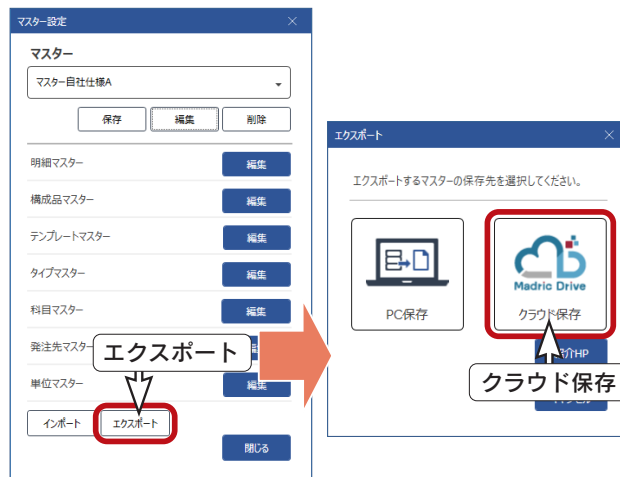 マスター設定
マスター
マスター自社仕様A
保存 編集 削除
明細マスター 編集
構成品マスター 編集
テンプレートマスター 編集
タイプマスター 編集
科目マスター 編集
発注先マスター
エクスポート
単位マスター 編集
インポート エクスポート
閉じる
エクスポート
エクスポートするマスターの保存先を選択してください。
Madric Drive
PC保存 クラウド保存
HP
クラウド保存